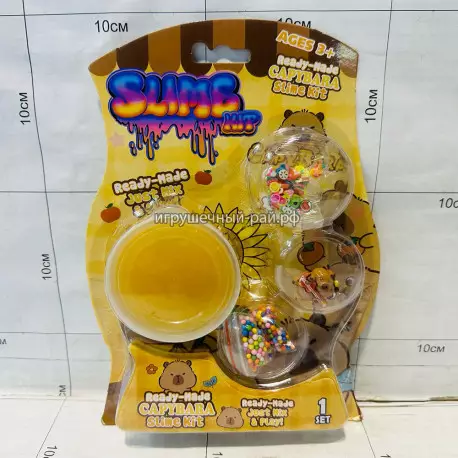 10см
10см
10см
10см
AGES 3+
Ready-Made
CAPYBARA
Slime Kit
SLIME
KIT
Ready-Made
Just Mix
игрушечный-рай.рф
10см
10см
10см
10
Ready-Made
CAPYBARA
Slime Kit
Ready-Made
Just Mix
& Play!
1
SET